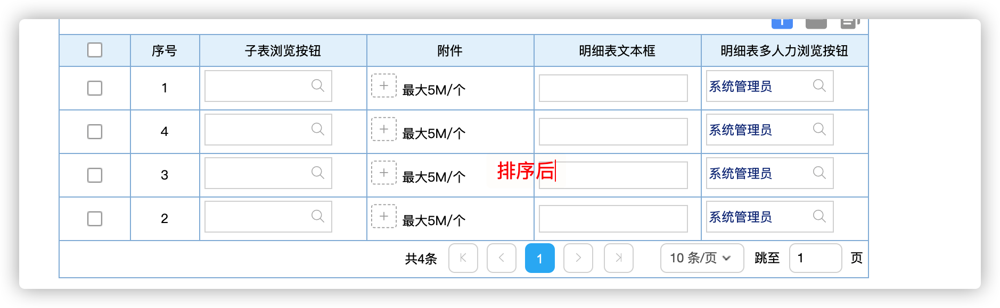 序号 子表浏览按钮 附件 明细表文本框 明细表多人力浏览按钮
1 最大5M/个 系统管理员
4 最大5M/个 系统管理员
3 最大5M/个 排序后 系统管理员
2 最大5M/个 系统管理员
共4条 1 10 条/页 跳至 1 页